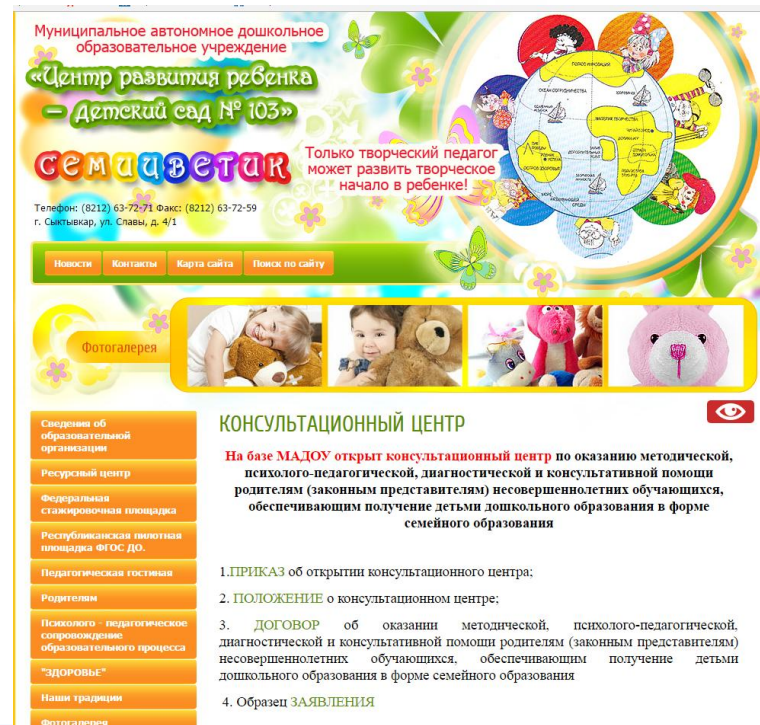 Муниципальное автономное дошкольное
образовательное учреждение
«Центр развития ребенка
– Детский сад № 103»
СЕМИЦВЕТИК
Только творческий педагог
может развить творческое
начало в ребенке!
Телефон: (8212) 63-72-71 Факс: (8212) 63-72-59
г. Сыктывкар, ул. Славы, д. 4/1
Новости
Контакты
Карта сайта
Поиск по сайту
Фотогалерея
Сведения об
образовательной
организации
Ресурсный центр
Федеральная
стажировочная площадка
Республиканская пилотная
площадка ФГОС ДО.
Педагогическая гостиная
Родителям
Психолого - педагогическое
сопровождение
образовательного процесса
"ЗДОРОВЬЕ"
Наши традиции
Фотогалерея
КОНСУЛЬТАЦИОННЫЙ ЦЕНТР
На базе МАДОУ открыт консультационный центр по оказанию методической,
психолого-педагогической, диагностической и консультативной помощи
родителям (законным представителям) несовершеннолетних обучающихся,
обеспечивающим получение детьми дошкольного образования в форме
семейного образования
1.ПРИКАЗ об открытии консультационного центра;
2. ПОЛОЖЕНИЕ о консультационном центре;
3. ДОГОВОР об оказании методической, психолого-педагогической,
диагностической и консультативной помощи родителям (законным представителям)
несовершеннолетних обучающихся, обеспечивающим получение детьми
дошкольного образования в форме семейного образования
4. Образец ЗАЯВЛЕНИЯ